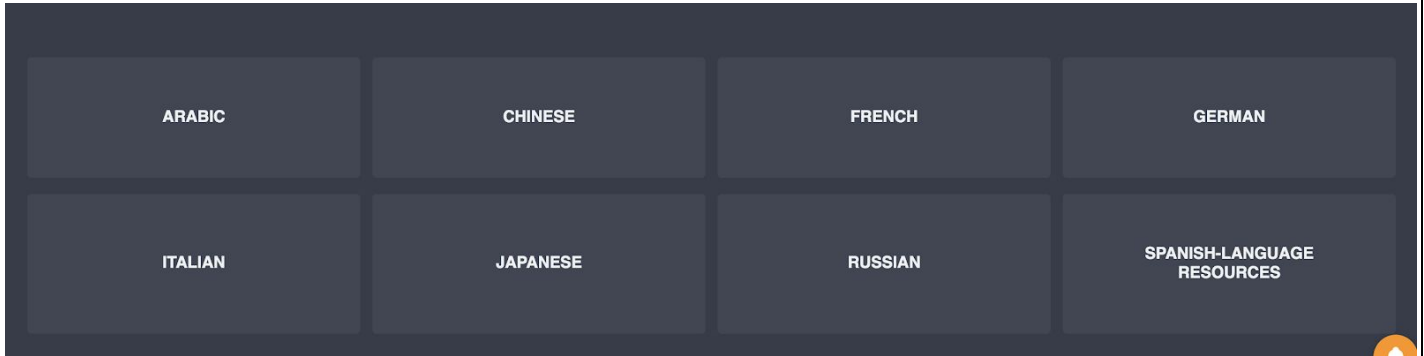 ARABIC
CHINESE
FRENCH
GERMAN
ITALIAN
JAPANESE
RUSSIAN
SPANISH-LANGUAGE
RESOURCES